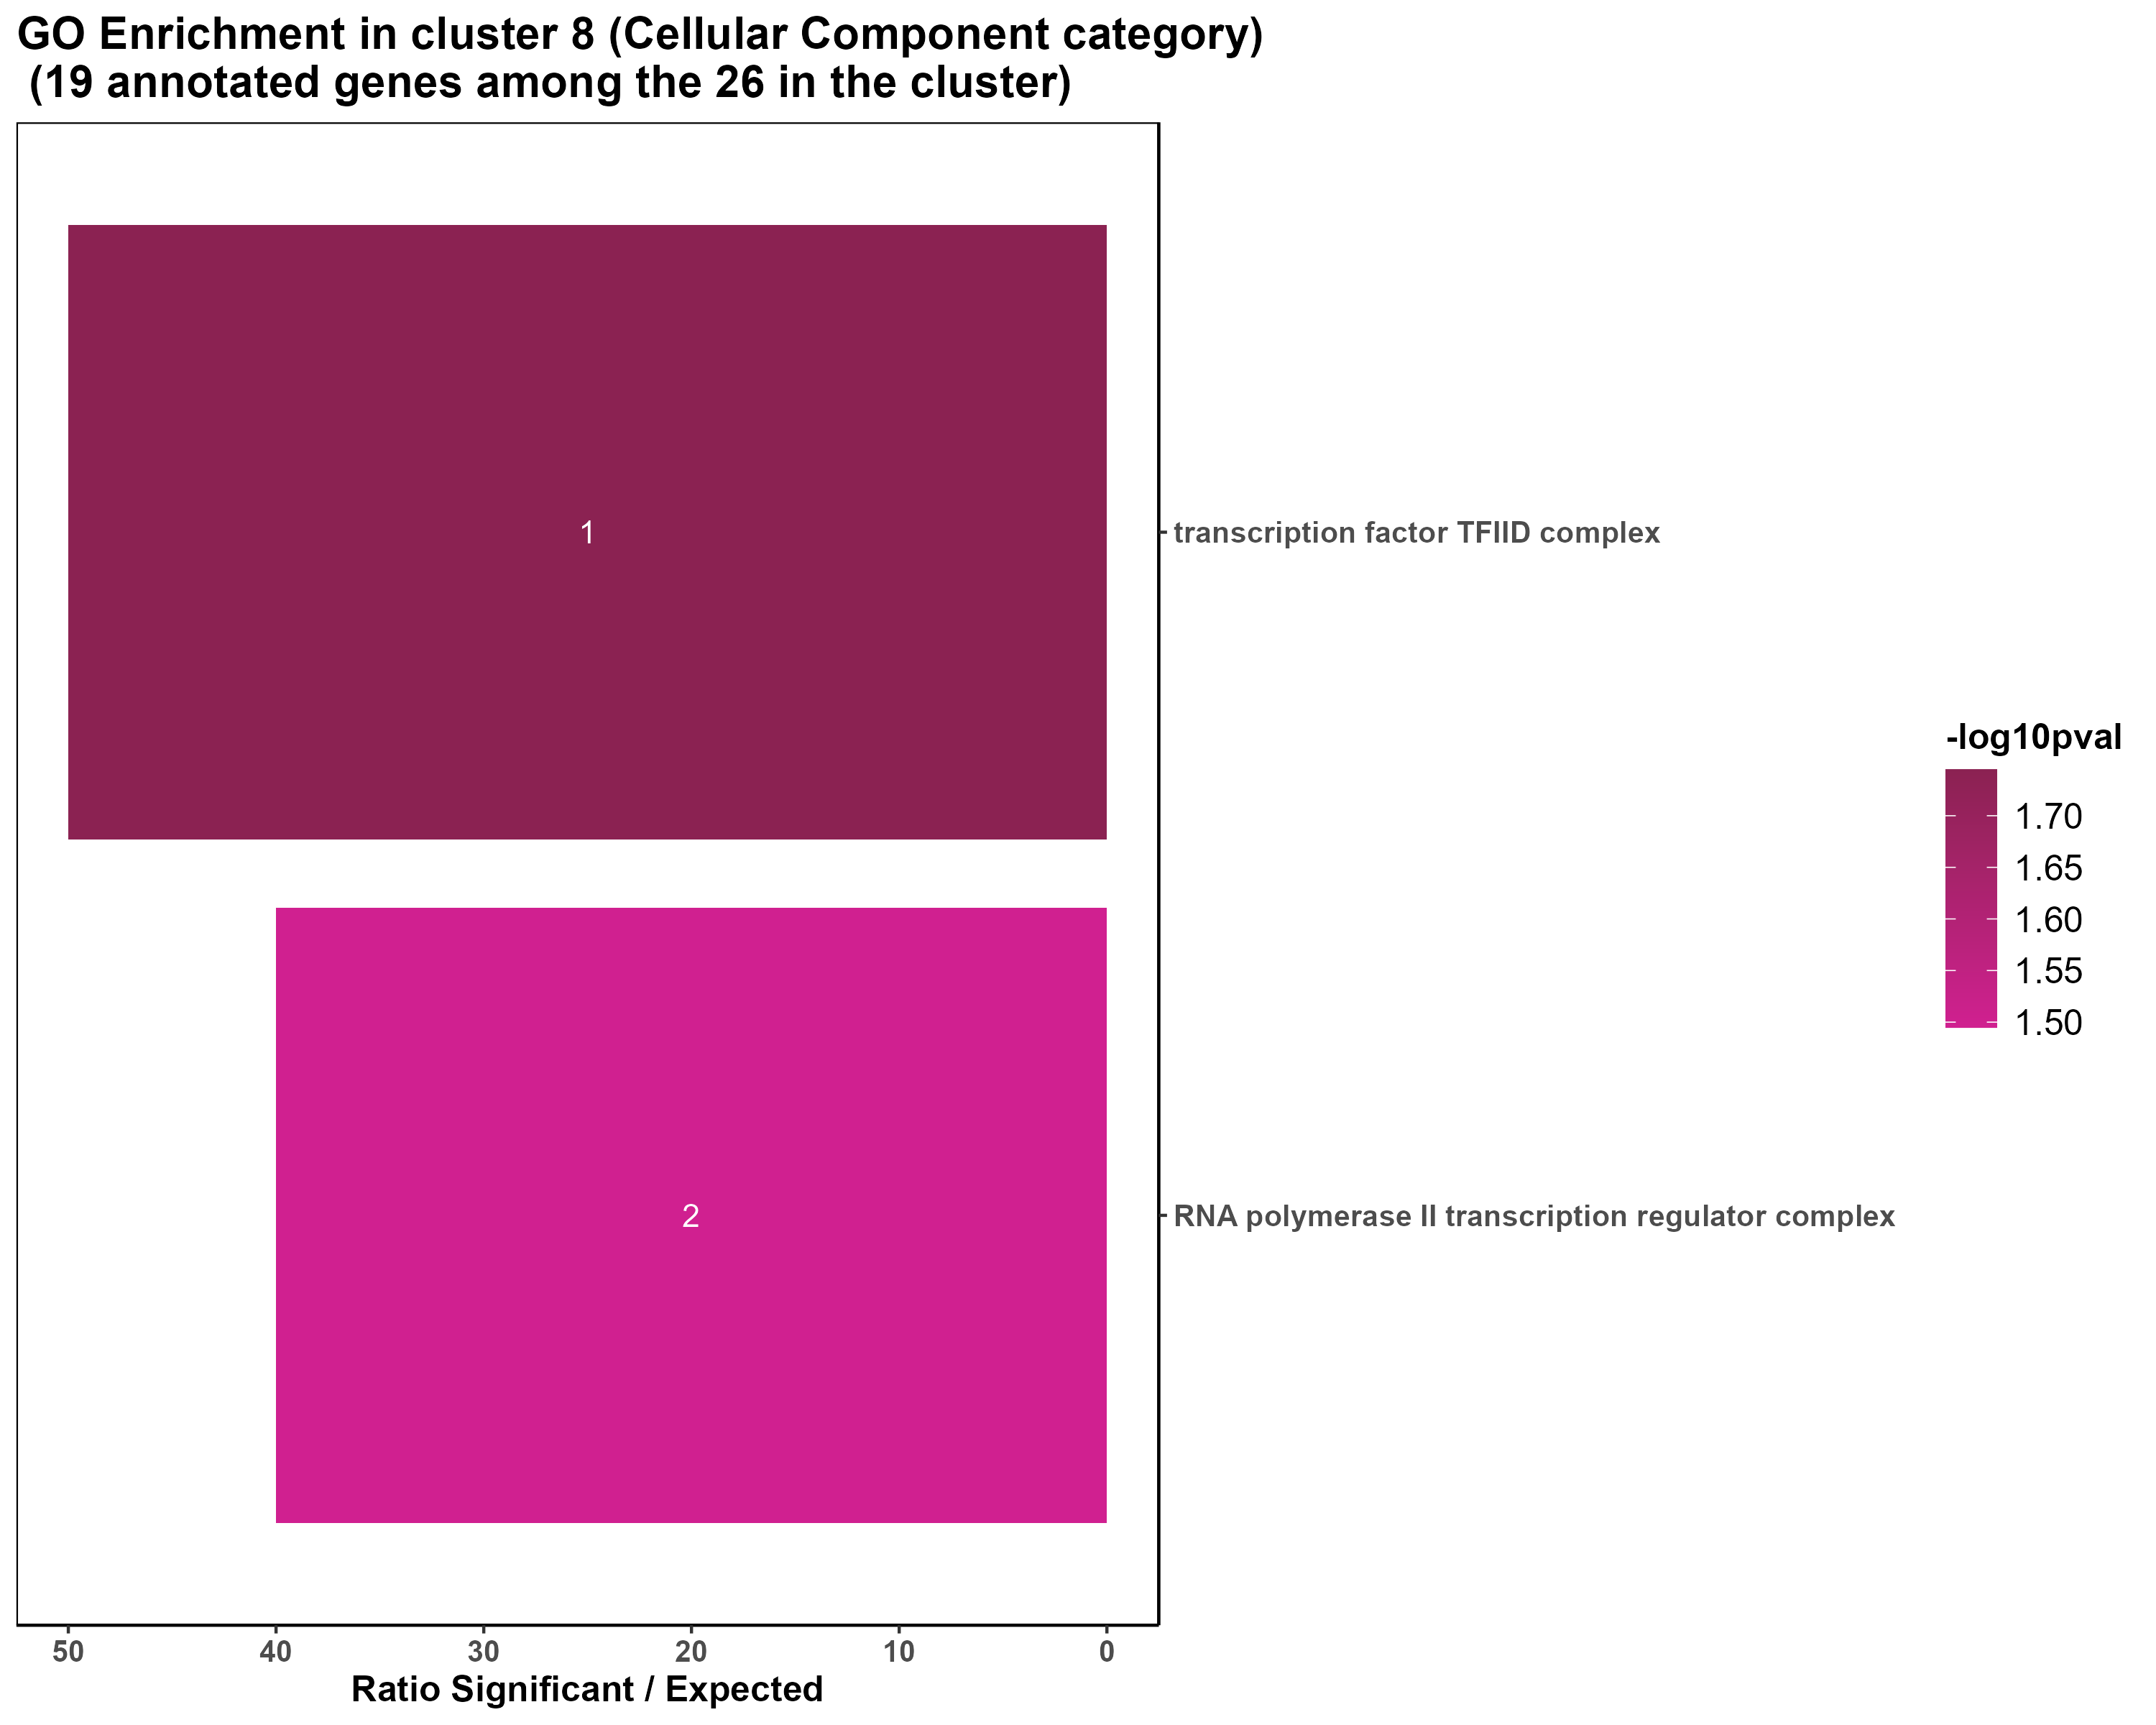 GO Enrichment in cluster 8 (Cellular Component category)
(19 annotated genes among the 26 in the cluster)
1
transcription factor TFIID complex
2
RNA polymerase II transcription regulator complex
-log10pval
1.70
1.65
1.60
1.55
1.50
50 40 30 20 10 0
Ratio Significant / Expected